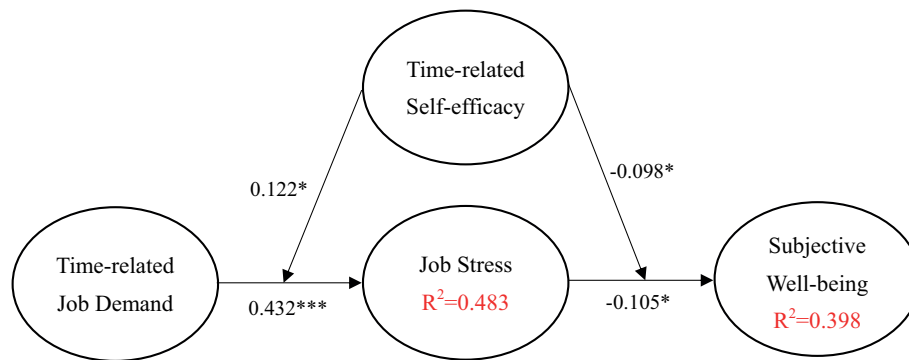 Time-related
Self-efficacy
0.122*
-0.098*
Time-related
Job Demand
0.432***
Job Stress
R²=0.483
-0.105*
Subjective
Well-being
R²=0.398